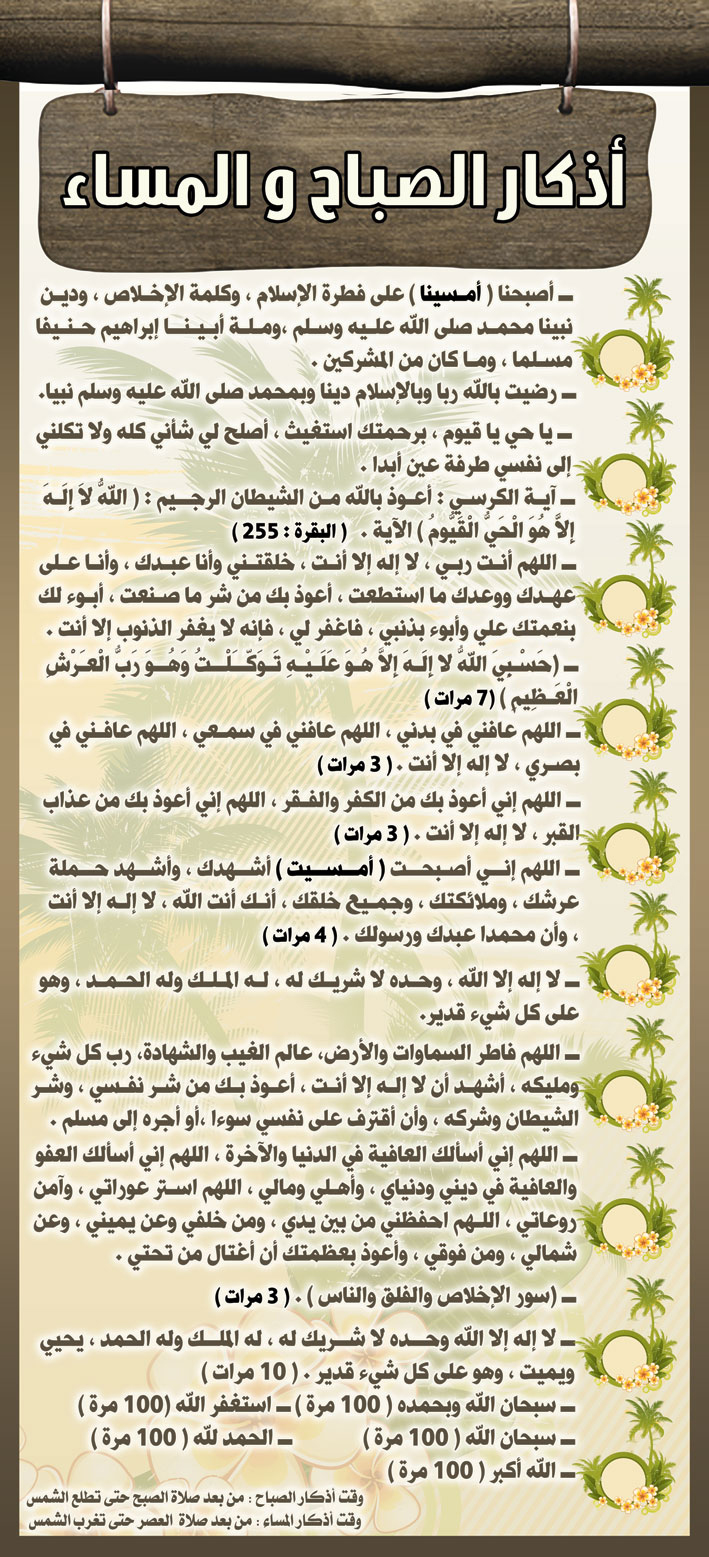 أذكار الصباح و المساء
ـ أصبحنا ( أمسينا ) على فطرة الإسلام ، وكلمة الإخلاص ، ودين
نبينا محمد صلى الله عليه وسلم ،وملة أبينا إبراهيم حنيفا
مسلما ، وما كان من المشركين .
ـ رضيت بالله ربا وبالإسلام دينا وبمحمد صلى الله عليه وسلم نبيا.
ـ يا حي يا قيوم ، برحمتك استغيث ، أصلح لي شأني كله ولا تكلني
إلى نفسي طرفة عين أبدا .
ـ آية الكرسي : أعوذ بالله من الشيطان الرجيم : ( اللّهُ لاَ إِلَهَ
إِلاَّ هُوَ الْحَيُّ الْقَيُّومُ ) الآية . ( البقرة : 255 )
ـ اللهم أنت ربي ، لا إله إلا أنت ، خلقتني وأنا عبدك ، وأنا على
عهدك ووعدك ما استطعت ، أعوذ بك من شر ما صنعت ، أبوء لك
بنعمتك علي وأبوء بذنبي ، فاغفر لي ، فإنه لا يغفر الذنوب إلا أنت .
ـ (حَسْبِيَ اللّهُ لا إِلَهَ إِلاَّ هُوَ عَلَيْهِ تَوَكَّلْتُ وَهُوَ رَبُّ الْعَرْشِ
الْعَظِيمِ ) (7 مرات )
ـ اللهم عافني في بدني ، اللهم عافني في سمعي ، اللهم عافني في
بصري ، لا إله إلا أنت . ( 3 مرات )
ـ اللهم إني أعوذ بك من الكفر والفقر ، اللهم إني أعوذ بك من عذاب
القبر ، لا إله إلا أنت . ( 3 مرات )
ـ اللهم إني أصبحت ( أمسيت ) أشهدك ، وأشهد حملة
عرشك ، وملائكتك ، وجميع خلقك ، أنك أنت الله ، لا إله إلا أنت
، وأن محمدا عبدك ورسولك . ( 4 مرات )
ـ لا إله إلا الله ، وحده لا شريك له ، له الملك وله الحمد ، وهو
على كل شيء قدير.
ـ اللهم فاطر السماوات والأرض، عالم الغيب والشهادة، رب كل شيء
ومليكه ، أشهد أن لا إله إلا أنت ، أعوذ بك من شر نفسي ، وشر
الشيطان وشركه ، وأن أقترف على نفسي سوءا ،أو أجره إلى مسلم .
ـ اللهم إني أسألك العافية في الدنيا والآخرة ، اللهم إني أسألك العفو
والعافية في ديني ودنياي ، وأهلي ومالي ، اللهم استر عوراتي ، وآمن
روعاتي ، اللهم احفظني من بين يدي ، ومن خلفي وعن يميني ، وعن
شمالي ، ومن فوقي ، وأعوذ بعظمتك أن أغتال من تحتي .
ـ (سور الإخلاص والفلق والناس ) . ( 3 مرات )
ـ لا إله إلا الله وحده لا شريك له ، له الملك وله الحمد ، يحيي
ويميت ، وهو على كل شيء قدير . ( 10 مرات )
ـ سبحان الله وبحمده ( 100 مرة ) ـ استغفر الله (100 مرة )
ـ سبحان الله ( 100 مرة ) ـ الحمد لله ( 100 مرة )
ـ الله أكبر ( 100 مرة )
وقت أذكار الصباح : من بعد صلاة الصبح حتى تطلع الشمس
وقت أذكار المساء : من بعد صلاة العصر حتى تغرب الشمس